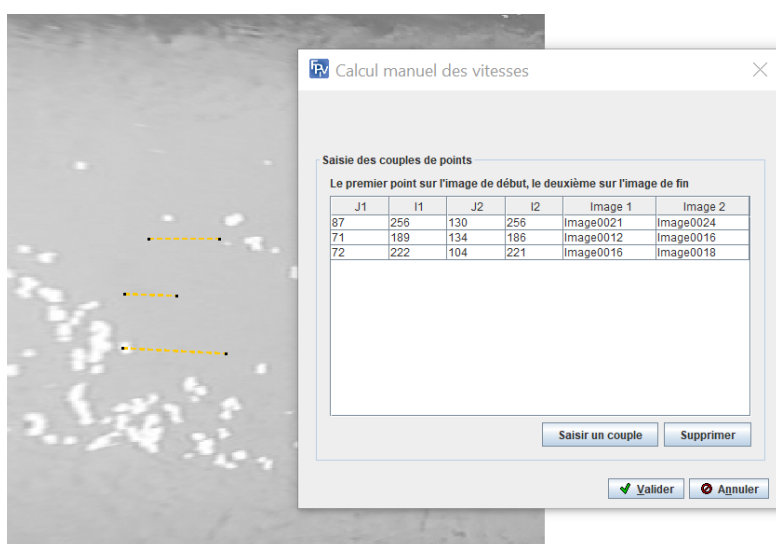 FPV Calcul manuel des vitesses
Saisie des couples de points
Le premier point sur l'image de début, le deuxième sur l'image de fin
J1 I1 J2 I2 Image 1 Image 2
87 256 130 256 Image0021 Image0024
71 189 134 186 Image0012 Image0016
72 222 104 221 Image0016 Image0018
Saisir un couple Supprimer
Valider Annuler